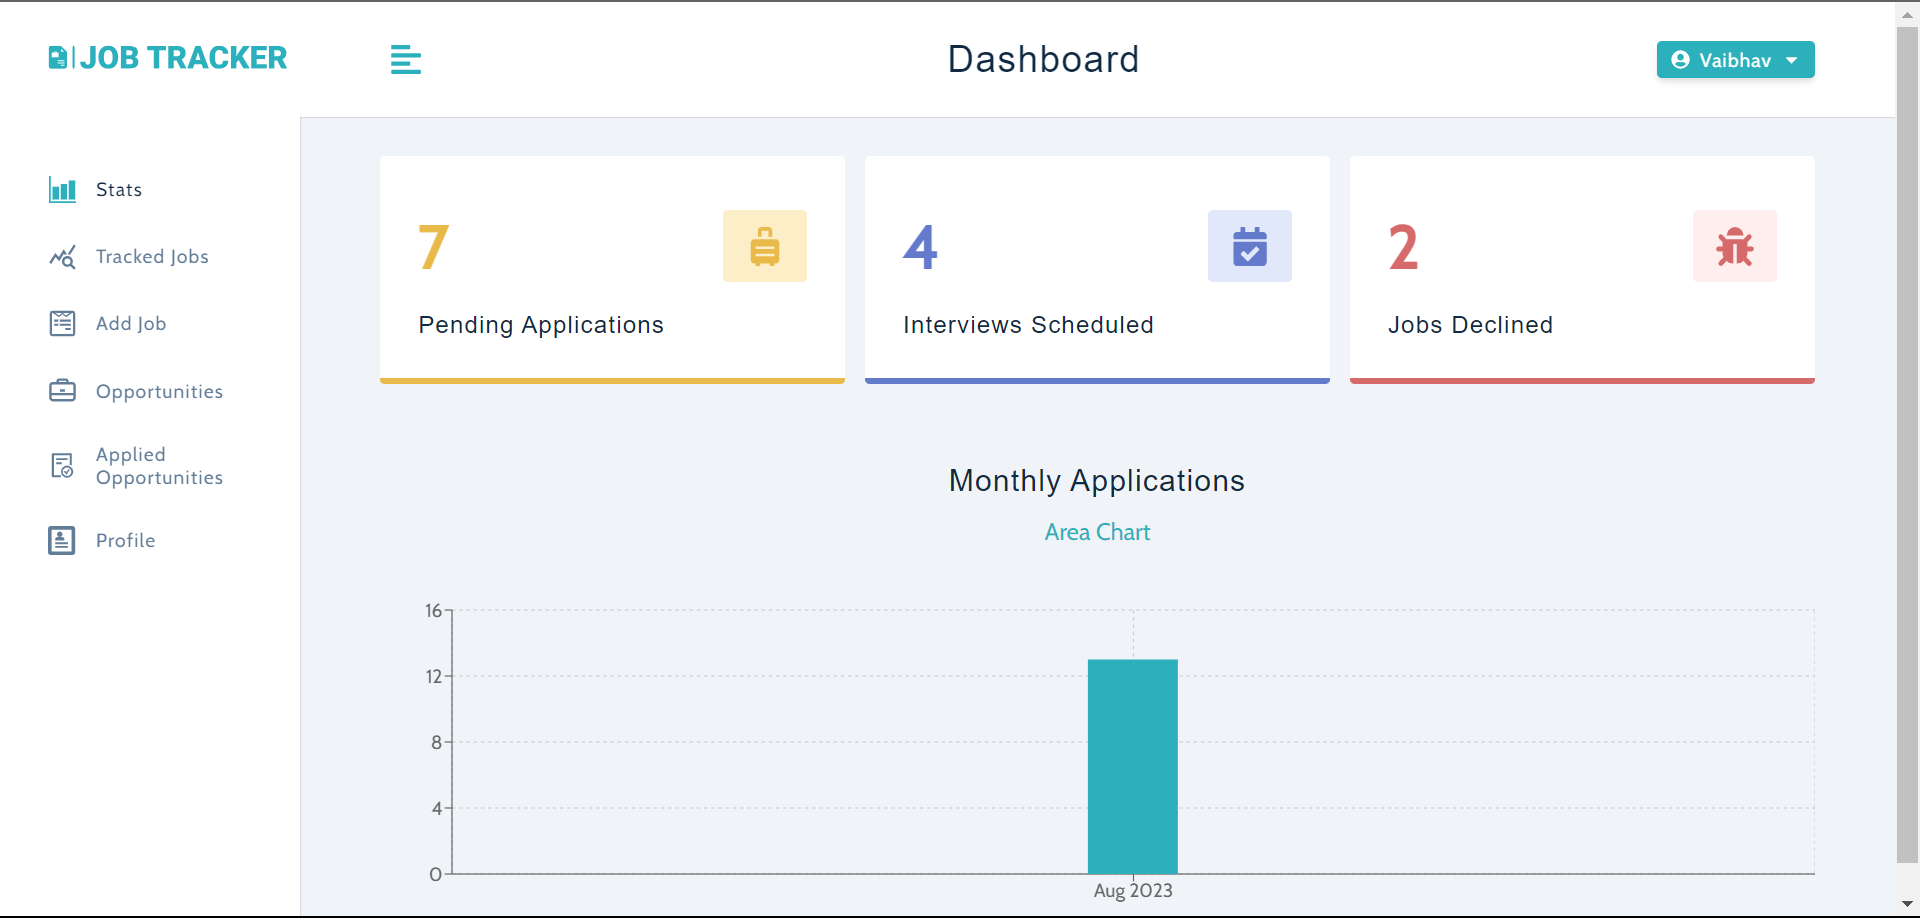 JOB TRACKER
Dashboard
Vaibhav
Stats
Tracked Jobs
Add Job
Opportunities
Applied
Opportunities
Profile
7
Pending Applications
4
Interviews Scheduled
2
Jobs Declined
Monthly Applications
Area Chart
16
12
8
4
0
Aug 2023